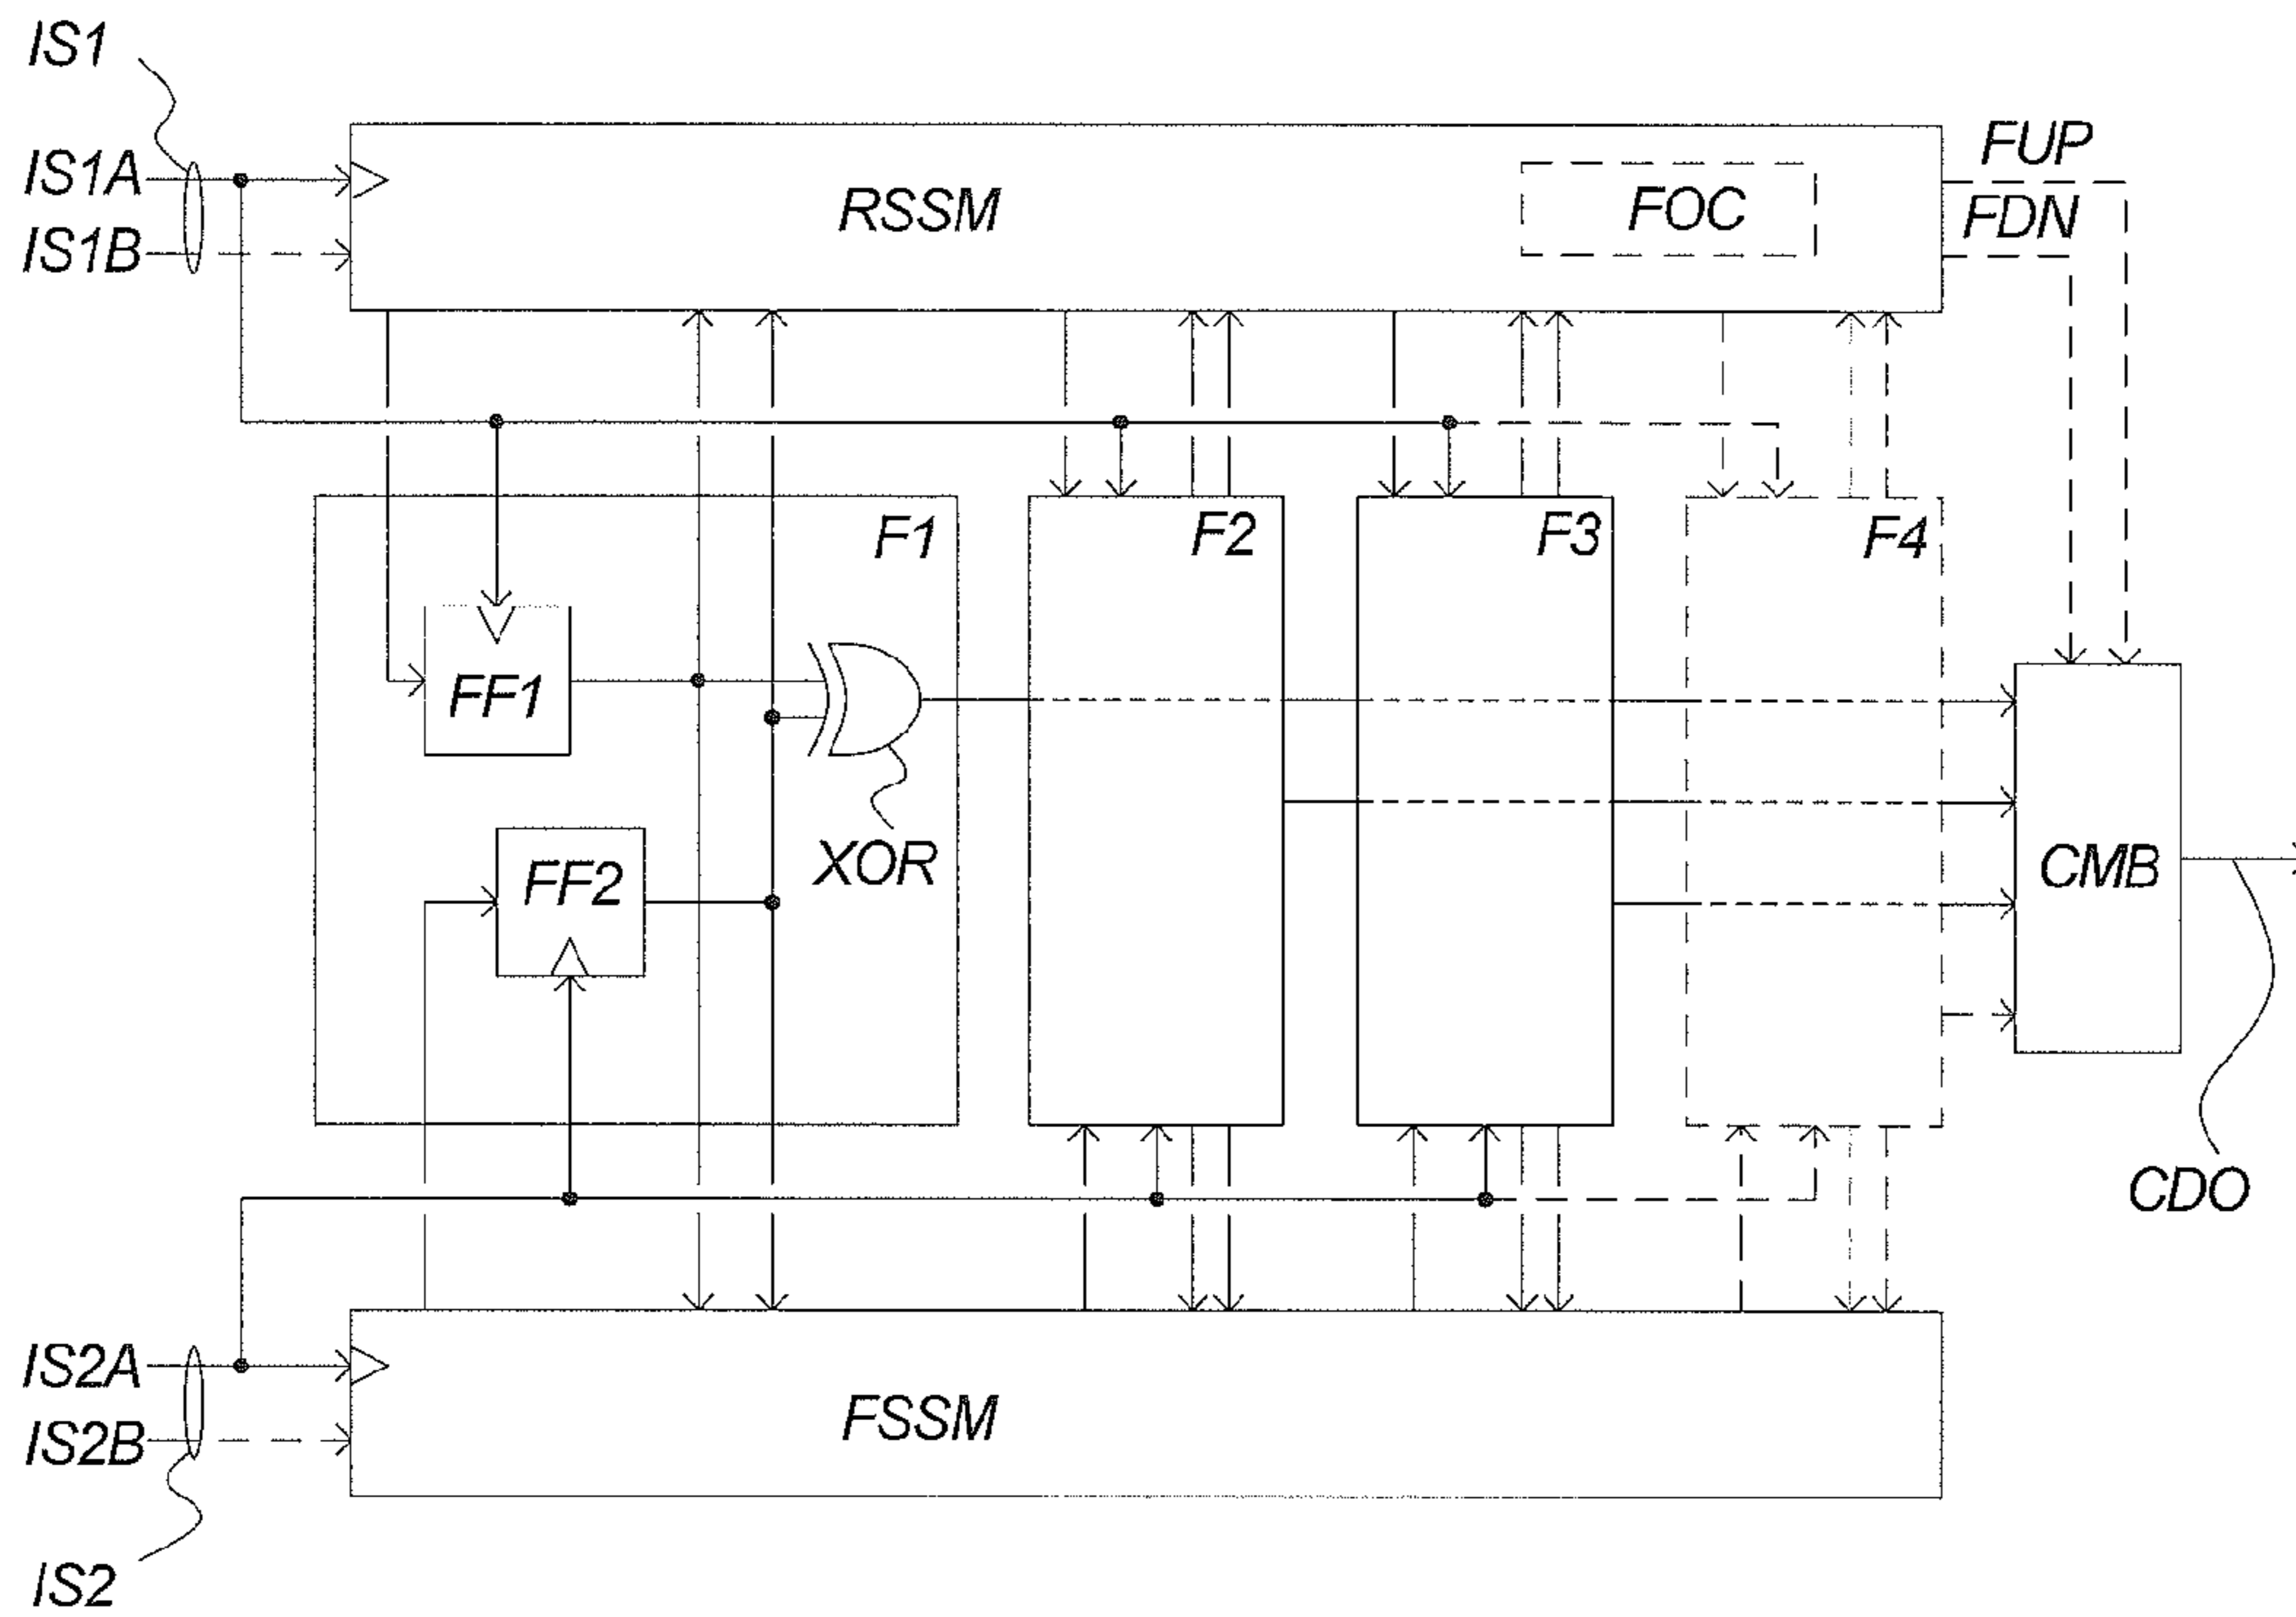 IS1
IS1A
IS1B
RSSM
FOC
FUP
FDN
F1
F2
F3
F4
FF1
FF2
XOR
CMB
CDO
IS2A
IS2B
FSSM
IS2